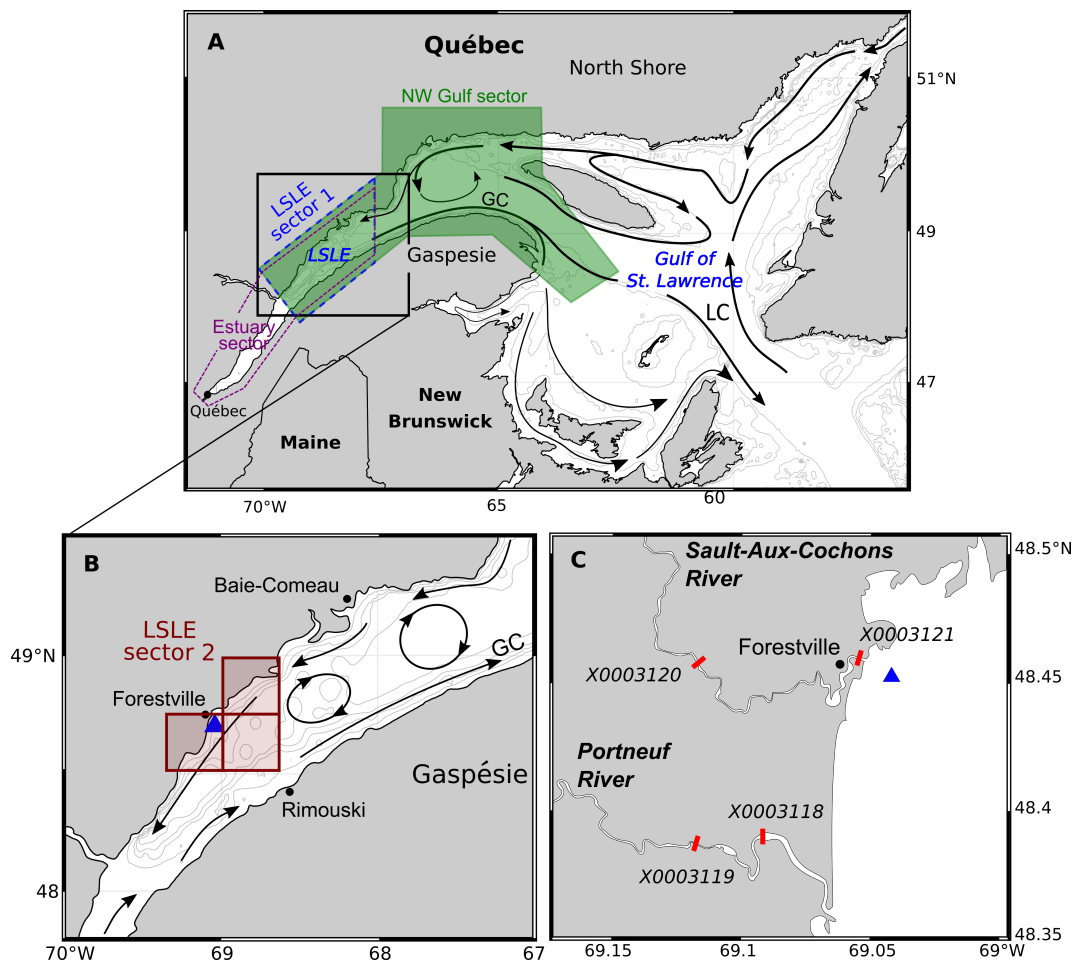 A
Québec
North Shore
51°N
NW Gulf sector
LSLE
sector 1
GC
49
LSLE
Gaspesie
Gulf of
St. Lawrence
LC
Estuary
sector
47
New
Brunswick
Québec
Maine
70°W
65
60
B
Baie-Comeau
LSLE
sector 2
GC
49°N
Forestville
Gaspésie
Rimouski
48
70°W
69
68
67
C
Sault-Aux-Cochons
River
48.5°N
X0003121
Forestville
X0003120
48.45
Portneuf
River
X0003118
48.4
X0003119
48.35
69.15
69.1
69.05
69°W